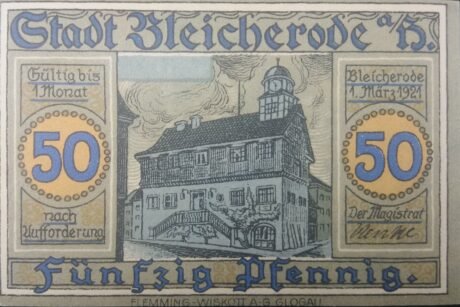 Stadt Bleicherode a/H.
Gültig bis
1 Monat
50
nach
Aufforderung
Bleicherode
1. März 1921
50
Der Magistrat
Fünfzig Pfennig.
FLEMMING-WISKOTT A-G GLOGAU